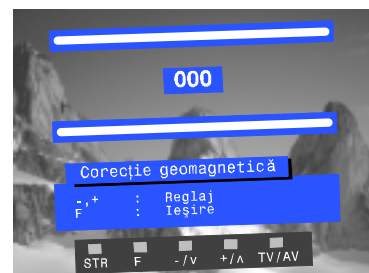 000
Corecție geomagnetică
-,+ : Reglaj
F : Ieșire
STR F -/v +/ʌ TV/AV